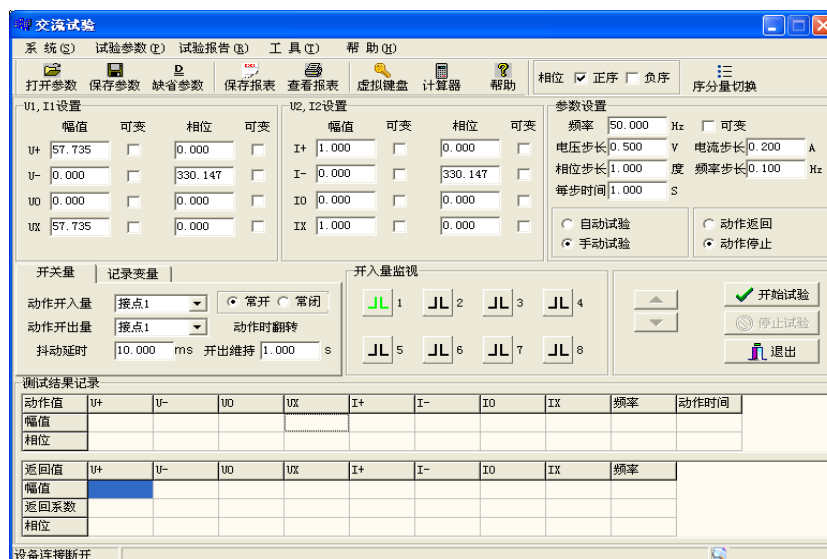 交流试验
系 统(S) 试验参数(P) 试验报告(R) 工 具(T) 帮 助(H)
打开参数 保存参数 缺省参数 保存报表 查看报表 虚拟键盘 计算器 帮助 相位 正序 负序 序分量切换
U1,I1设置 U2,I2设置 参数设置
幅值 可变 相位 可变 幅值 可变 相位 可变 频率 50.000 Hz 可变
U+ 57.735 0.000 I+ 1.000 0.000 电压步长 0.500 V 电流步长 0.200 A
U- 0.000 330.147 I- 0.000 330.147 相位步长 1.000 度 频率步长 0.100 Hz
U0 0.000 0.000 I0 0.000 0.000 每步时间 1.000 S
UX 57.735 0.000 IX 1.000 0.000
自动试验 动作返回
手动试验 动作停止
开关量 记录变量 开入量监视
动作开入量 接点1 常开 常闭 1 2 3 4 开始试验
动作开出量 接点1 动作时翻转 停止试验
抖动延时 10.000 ms 开出维持 1.000 s 5 6 7 8 退出
测试结果记录
动作值 U+ U- U0 UX I+ I- I0 IX 频率 动作时间
幅值
相位
返回值 U+ U- U0 UX I+ I- I0 IX 频率
幅值
返回系数
相位
设备连接断开